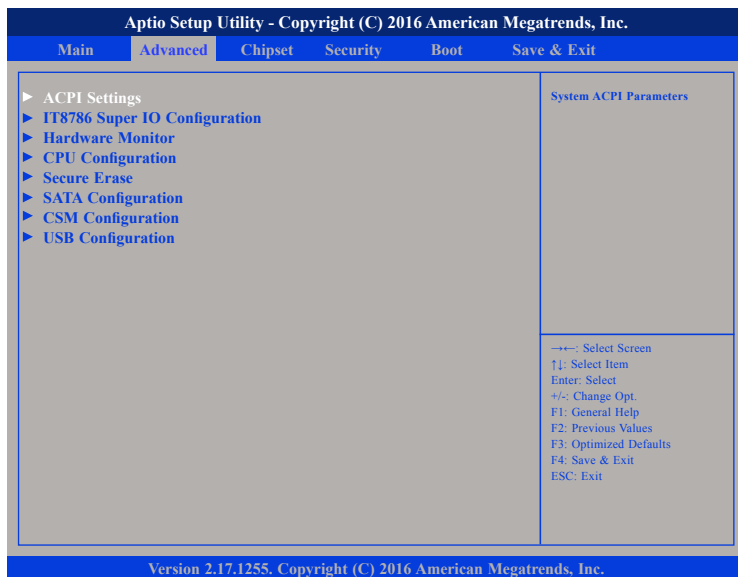 Aptio Setup Utility - Copyright (C) 2016 American Megatrends, Inc.
Main Advanced Chipset Security Boot Save & Exit
► ACPI Settings
► IT8786 Super IO Configuration
► Hardware Monitor
► CPU Configuration
► Secure Erase
► SATA Configuration
► CSM Configuration
► USB Configuration
System ACPI Parameters
→←: Select Screen
↑↓: Select Item
Enter: Select
+/-: Change Opt.
F1: General Help
F2: Previous Values
F3: Optimized Defaults
F4: Save & Exit
ESC: Exit
Version 2.17.1255. Copyright (C) 2016 American Megatrends, Inc.